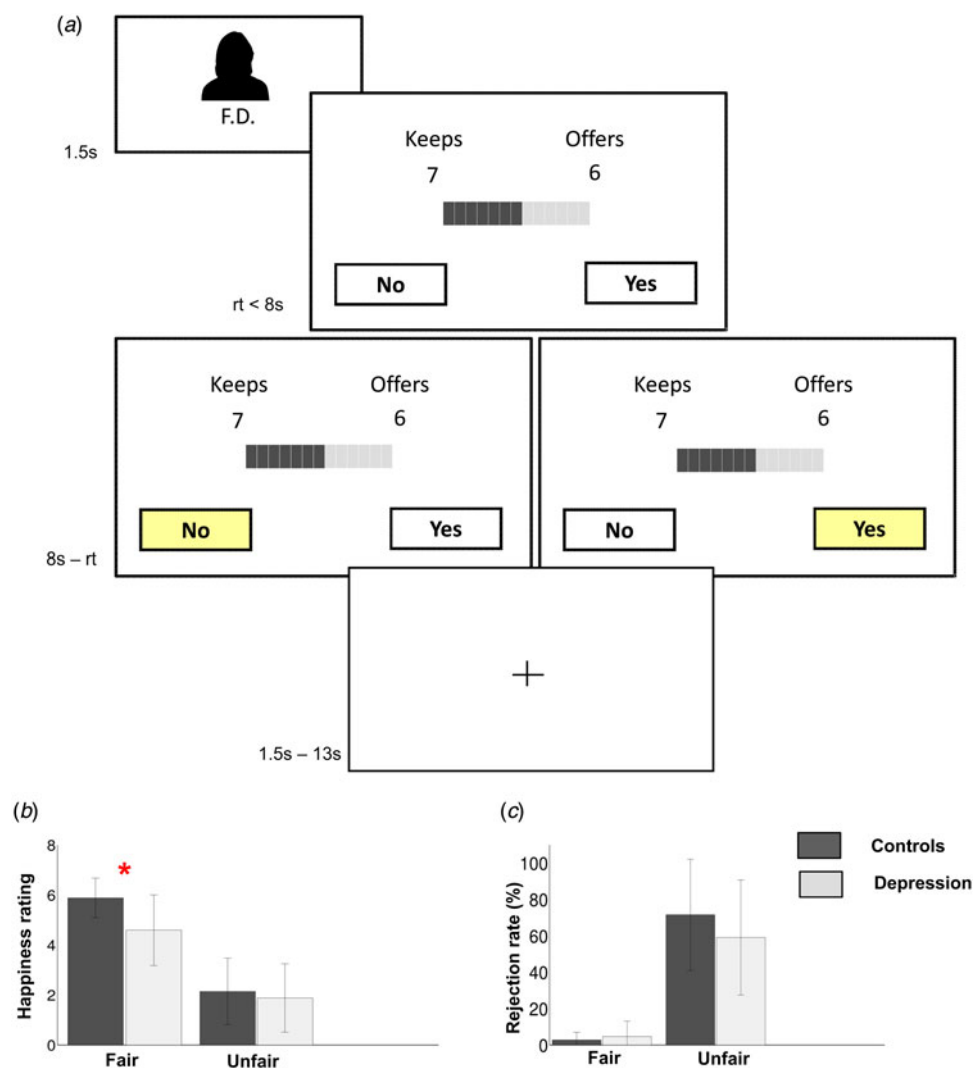 (a)
F.D.
1.5s
Keeps Offers
7 6
No Yes
rt < 8s
Keeps Offers
7 6
No Yes
8s – rt
Keeps Offers
7 6
No Yes
1.5s – 13s
(b)
Happiness rating
8
6
4
2
0
*
Fair Unfair
(c)
Rejection rate (%)
100
80
60
40
20
0
Fair Unfair
Controls
Depression